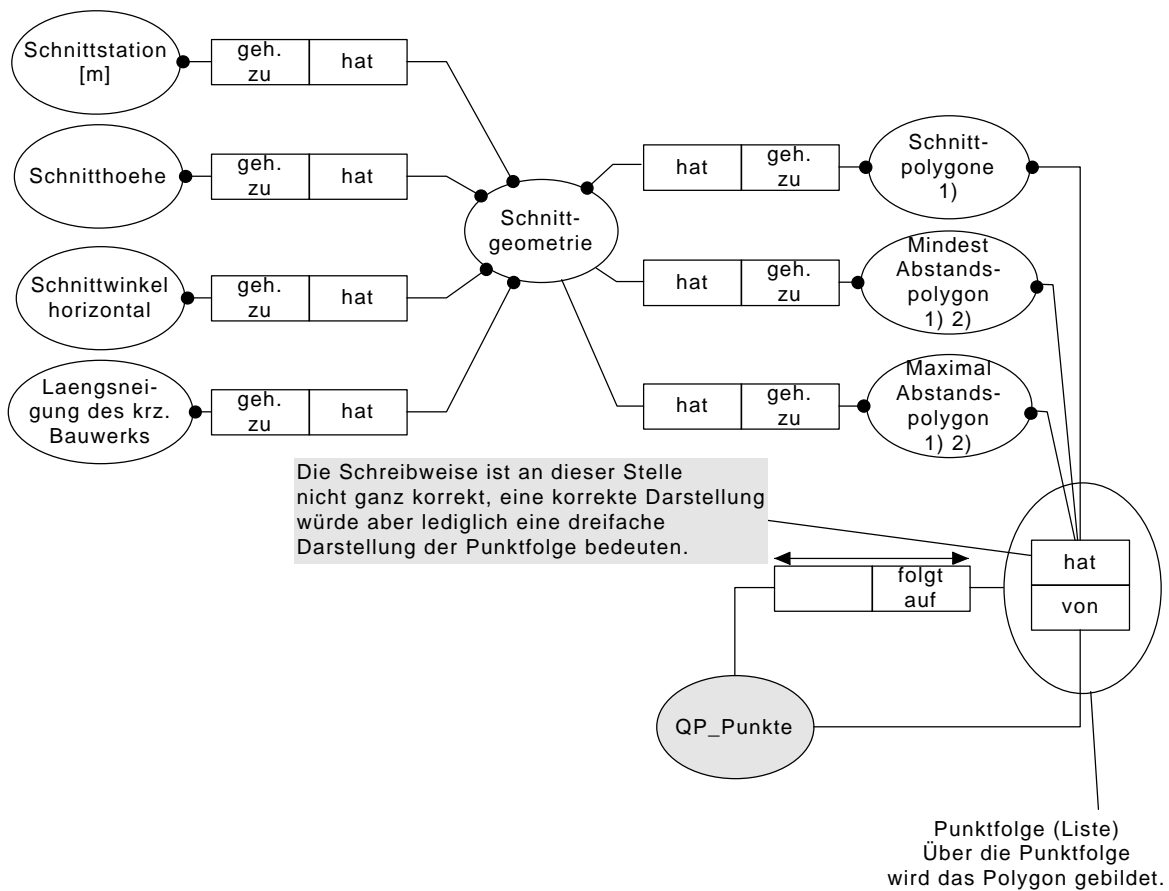 Schnittstation
[m]
geh.
zu
hat
Schnitthoehe
geh.
zu
hat
Schnittwinkel
horizontal
geh.
zu
hat
Laengsnei-
gung des krz.
Bauwerks
geh.
zu
hat
Schnitt-
geometrie
hat
geh.
zu
Schnitt-
polygone
1)
hat
geh.
zu
Mindest
Abstands-
polygon
1) 2)
hat
geh.
zu
Maximal
Abstands-
polygon
1) 2)
Die Schreibweise ist an dieser Stelle
nicht ganz korrekt, eine korrekte Darstellung
würde aber lediglich eine dreifache
Darstellung der Punktfolge bedeuten.
folgt
auf
hat
von
QP_Punkte
Punktfolge (Liste)
Über die Punktfolge
wird das Polygon gebildet.